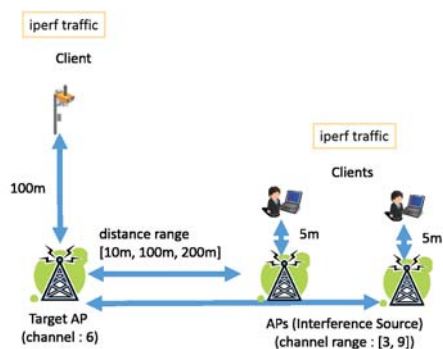 iperf traffic
Client
100m
iperf traffic
Clients
distance range
[10m, 100m, 200m]
5m
5m
Target AP
(channel : 6)
APs (Interference Source)
(channel range : [3, 9])